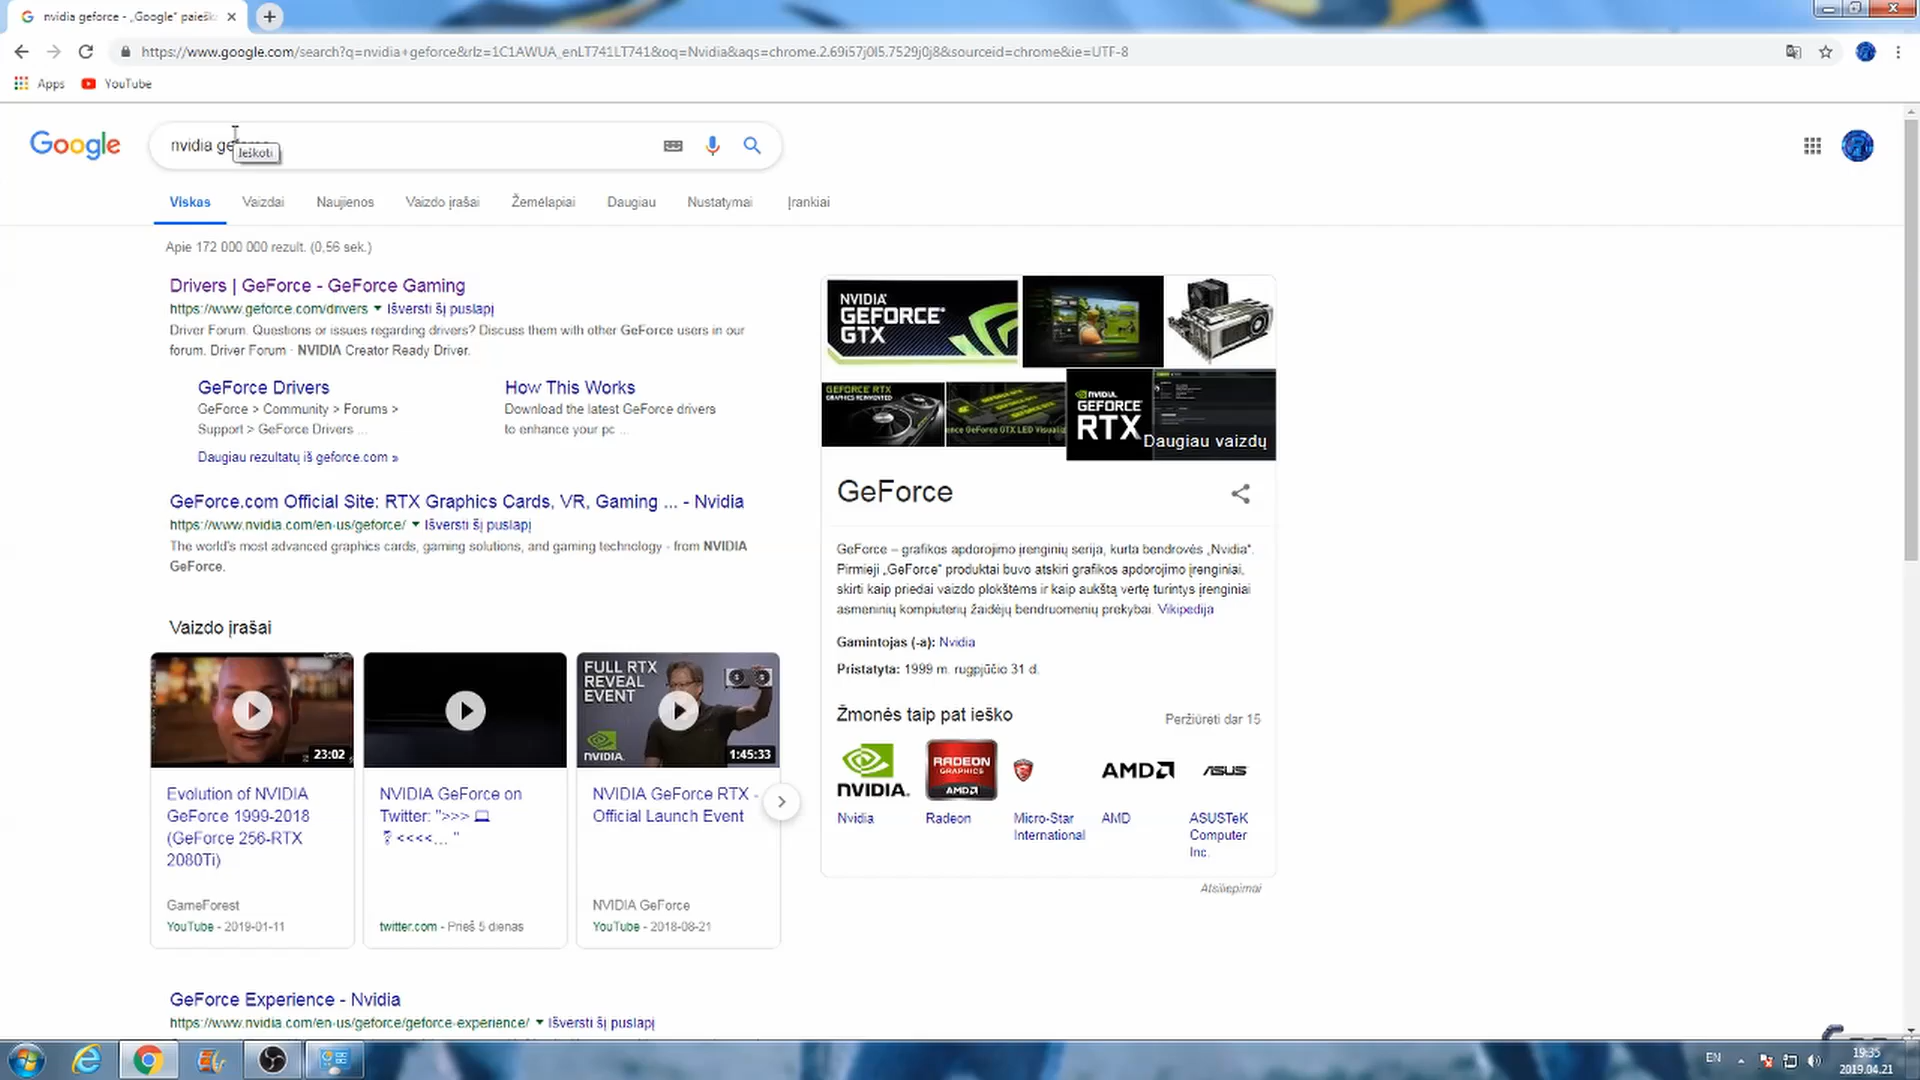 nvidia geforce - „Google“ paiešk
https://www.google.com/search?q=nvidia+geforce&rlz=1C1AWUA_enLT741LT741&oq=Nvidia&aqs=chrome.2.69i57j0l5.7529j0j8&sourceid=chrome&ie=UTF-8
Apps YouTube
Google
nvidia
Ieškoti
Viskas Vaizdai Naujienos Vaizdo įrašai Žemėlapiai Daugiau Nustatymai Įrankiai
Apie 172 000 000 rezult. (0,56 sek.)
Drivers | GeForce - GeForce Gaming
https://www.geforce.com/drivers Išversti šį puslapį
Driver Forum. Questions or issues regarding drivers? Discuss them with other GeForce users in our
forum. Driver Forum · NVIDIA Creator Ready Driver.
GeForce Drivers
GeForce > Community > Forums >
Support > GeForce Drivers ...
How This Works
Download the latest GeForce drivers
to enhance your pc ...
Daugiau rezultatų iš geforce.com »
GeForce.com Official Site: RTX Graphics Cards, VR, Gaming ... - Nvidia
https://www.nvidia.com/en-us/geforce/ Išversti šį puslapį
The world's most advanced graphics cards, gaming solutions, and gaming technology - from NVIDIA
GeForce.
Vaizdo įrašai
23:02
Evolution of NVIDIA
GeForce 1999-2018
(GeForce 256-RTX
2080Ti)
GameForest
YouTube - 2019-01-11
NVIDIA GeForce on
Twitter: ">>>
<<<<... "
twitter.com - Prieš 5 dienas
FULL RTX
REVEAL
EVENT
NVIDIA.
1:45:33
NVIDIA GeForce RTX -
Official Launch Event
NVIDIA GeForce
YouTube - 2018-08-21
GeForce Experience - Nvidia
https://www.nvidia.com/en-us/geforce/geforce-experience/ Išversti šį puslapį
NVIDIA
GEFORCE
GTX
GEFORCE RTX
GRAPHICS REINVENTED
ence GeForce GTX LED Visualiz
NVIDIA
GEFORCE
RTX
Daugiau vaizdų
GeForce
GeForce – grafikos apdorojimo įrenginių serija, kurta bendrovės „Nvidia“.
Pirmieji „GeForce“ produktai buvo atskiri grafikos apdorojimo įrenginiai,
skirti kaip priedai vaizdo plokštėms ir kaip aukštą vertę turintys įrenginiai
asmeninių kompiuterių žaidėjų bendruomenių prekybai. Vikipedija
Gamintojas (-a): Nvidia
Pristatyta: 1999 m. rugpjūčio 31 d.
Žmonės taip pat ieško
Peržiūrėti dar 15
NVIDIA.
RADEON
GRAPHICS
AMD
AMD
ASUS
Nvidia
Radeon
Micro-Star
International
AMD
ASUSTeK
Computer
Inc.
Atsiliepimai
EN
19:35
2019.04.21